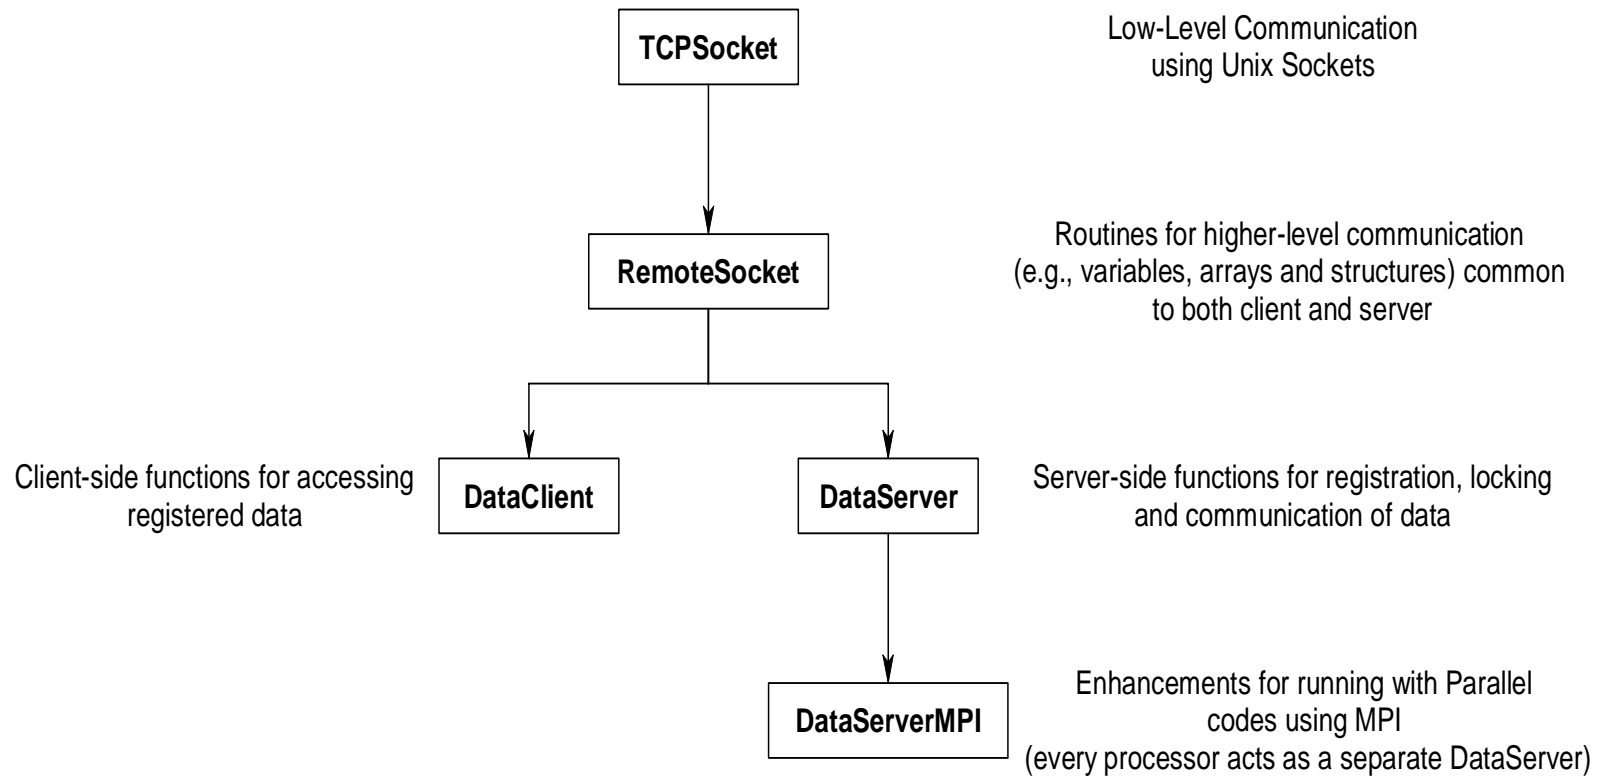 TCPSocket
Low-Level Communication
using Unix Sockets
RemoteSocket
Routines for higher-level communication
(e.g., variables, arrays and structures) common
to both client and server
Client-side functions for accessing
registered data
DataClient
DataServer
Server-side functions for registration, locking
and communication of data
DataServerMPI
Enhancements for running with Parallel
codes using MPI
(every processor acts as a separate DataServer)